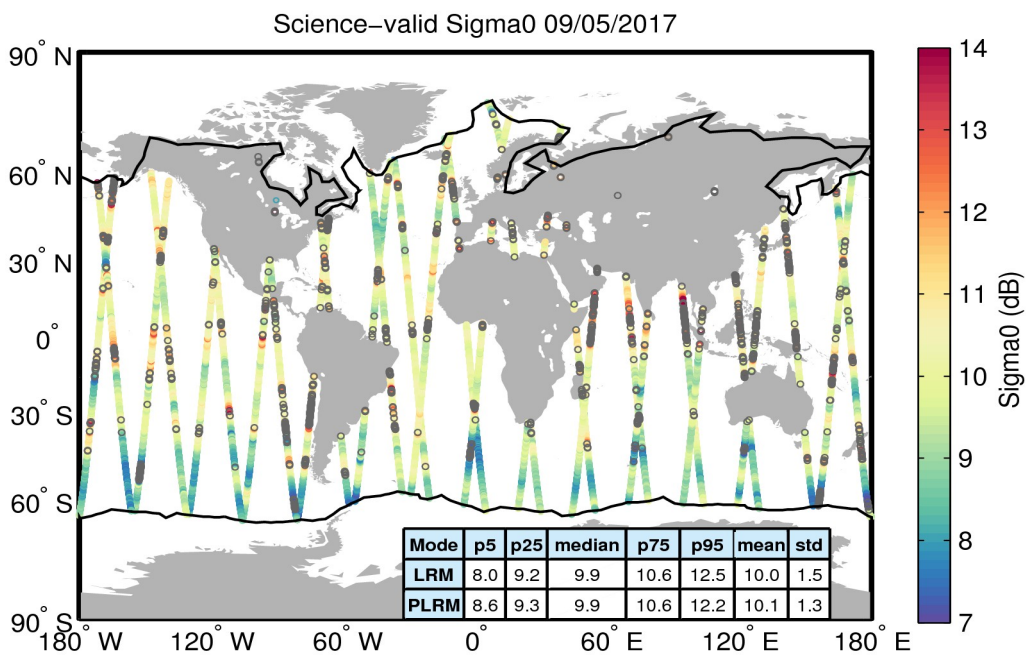 Science−valid Sigma0 09/05/2017
90° N
60° N
30° N
0°
30° S
60° S
90° S
180° W
120° W
60° W
0°
60° E
120° E
180° E
14
13
12
11
10
9
8
7
Sigma0 (dB)
Mode p5 p25 median p75 p95 mean std
LRM 8.0 9.2 9.9 10.6 12.5 10.0 1.5
PLRM 8.6 9.3 9.9 10.6 12.2 10.1 1.3